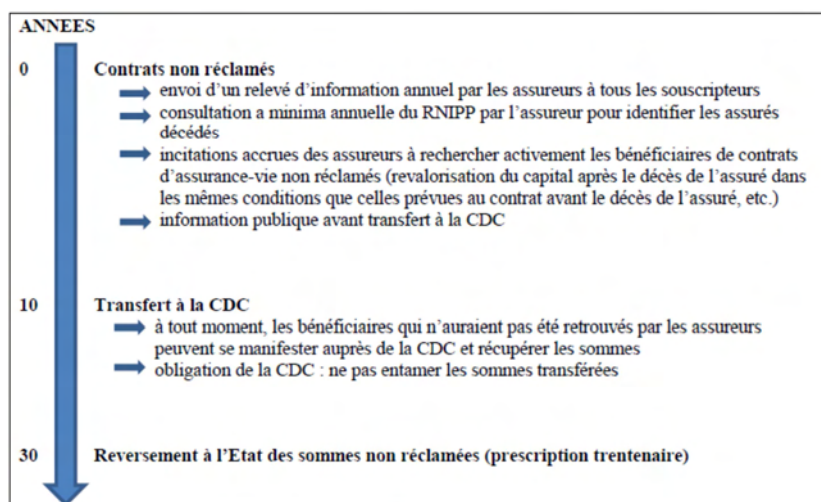 ANNEES
0 Contrats non réclamés
envoi d'un relevé d'information annuel par les assureurs à tous les souscripteurs
consultation a minima annuelle du RNIPP par l'assureur pour identifier les assurés
décédés
incitations accrues des assureurs à rechercher activement les bénéficiaires de contrats
d'assurance-vie non réclamés (revalorisation du capital après le décès de l'assuré dans
les mêmes conditions que celles prévues au contrat avant le décès de l'assuré, etc.)
information publique avant transfert à la CDC
10 Transfert à la CDC
à tout moment, les bénéficiaires qui n'auraient pas été retrouvés par les assureurs
peuvent se manifester auprès de la CDC et récupérer les sommes
obligation de la CDC : ne pas entamer les sommes transférées
30 Reversement à l'Etat des sommes non réclamées (prescription trentenaire)